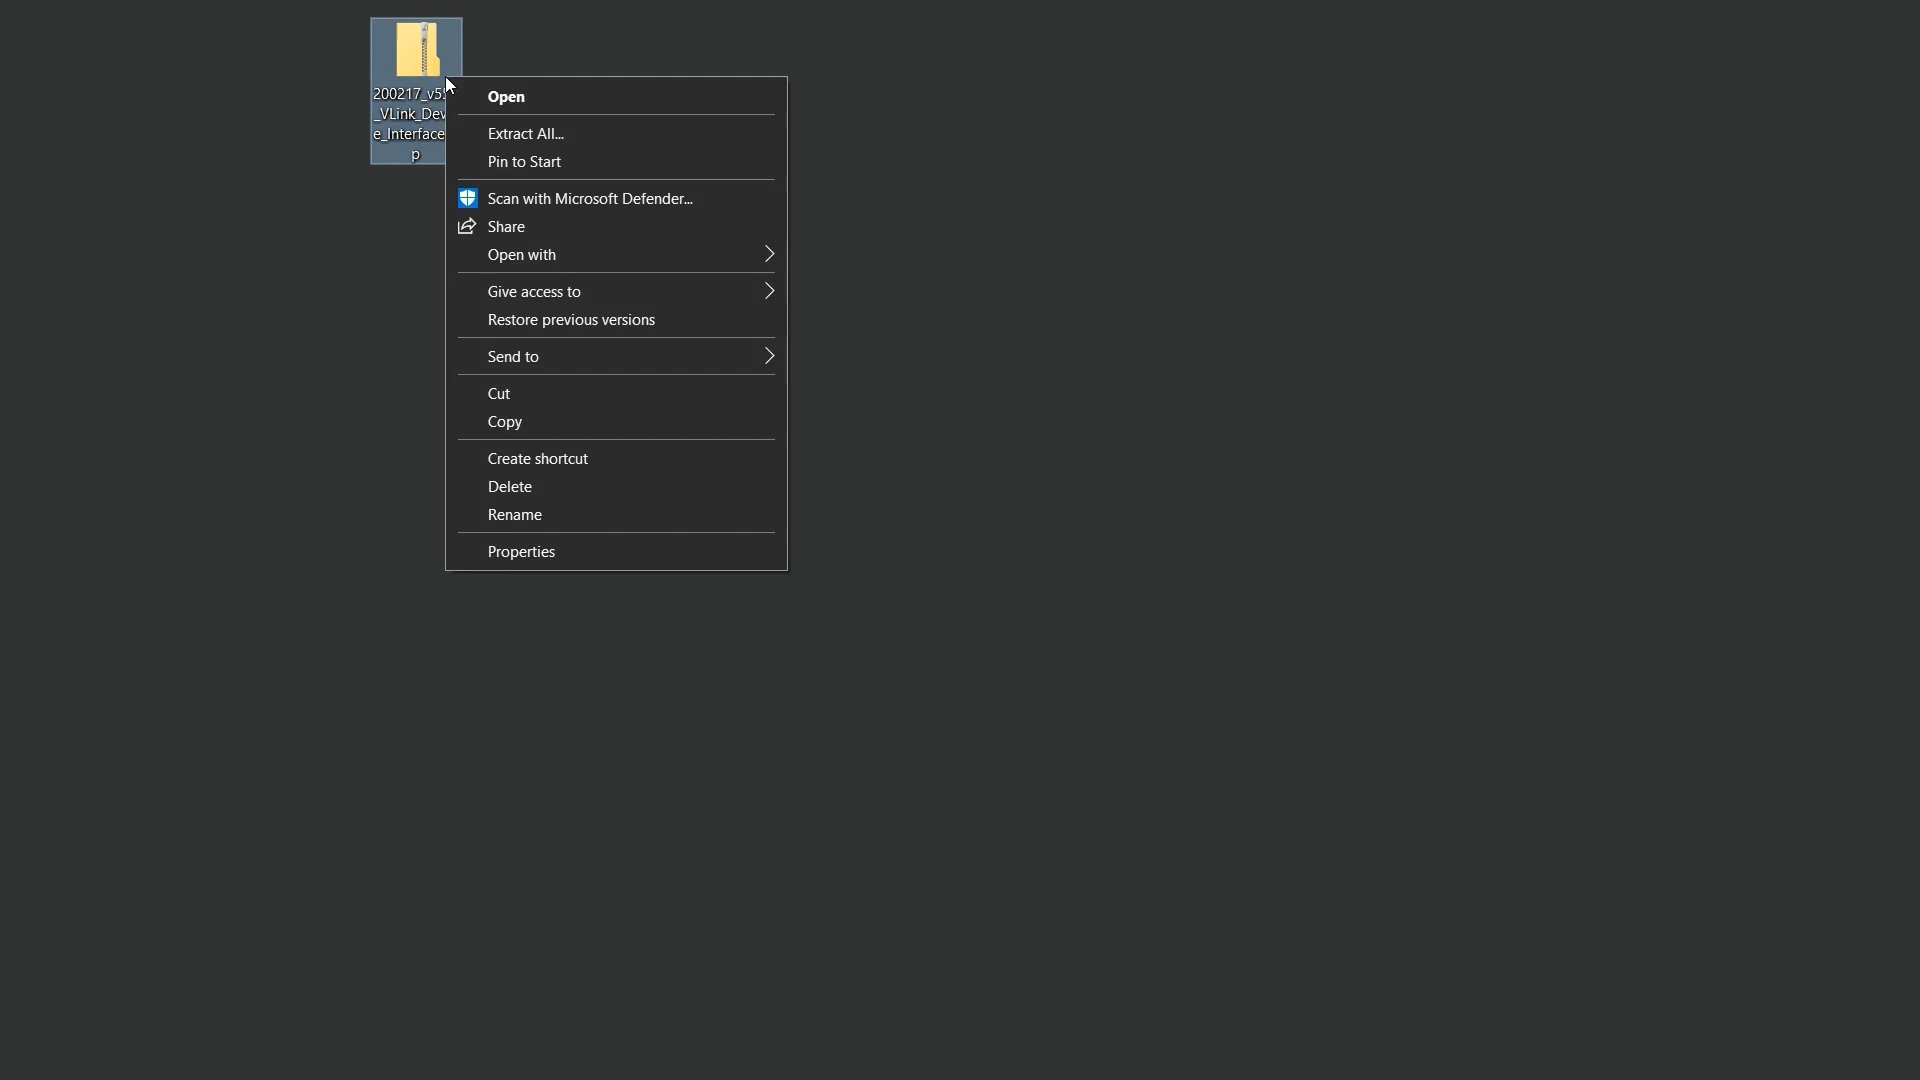 200217_v5
_VLink_Dev
e_Interface
p
Open
Extract All...
Pin to Start
Scan with Microsoft Defender...
Share
Open with
Give access to
Restore previous versions
Send to
Cut
Copy
Create shortcut
Delete
Rename
Properties